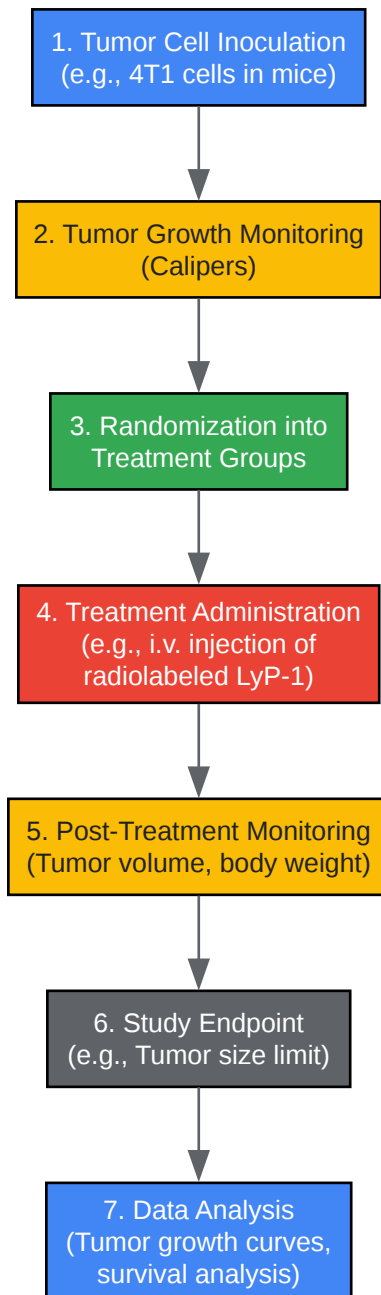 1. Tumor Cell Inoculation
(e.g., 4T1 cells in mice)
2. Tumor Growth Monitoring
(Calipers)
3. Randomization into
Treatment Groups
4. Treatment Administration
(e.g., i.v. injection of
radiolabeled LyP-1)
5. Post-Treatment Monitoring
(Tumor volume, body weight)
6. Study Endpoint
(e.g., Tumor size limit)
7. Data Analysis
(Tumor growth curves,
survival analysis)